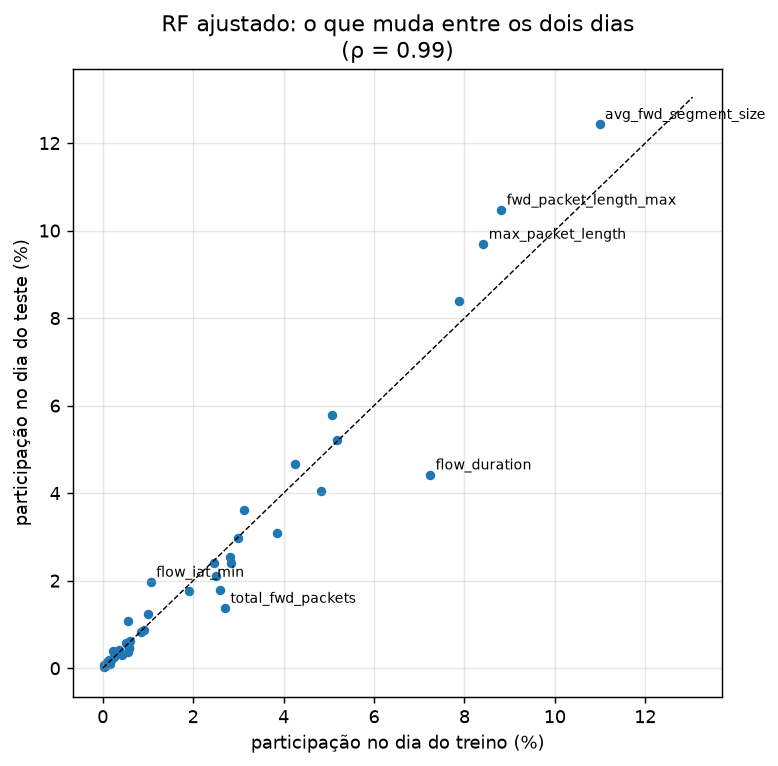 RF ajustado: o que muda entre os dois dias
(ρ = 0.99)
participação no dia do teste (%)
12
10
8
6
4
2
0
avg_fwd_segment_size
fwd_packet_length_max
max_packet_length
flow_duration
flow_iat_min
total_fwd_packets
0 2 4 6 8 10 12
participação no dia do treino (%)